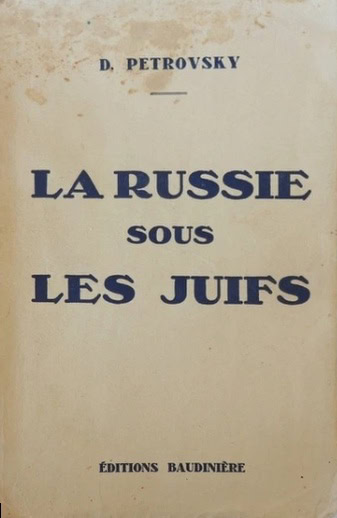 D. PETROVSKY
LA RUSSIE
SOUS
LES JUIFS
ÉDITIONS BAUDINIÈRE